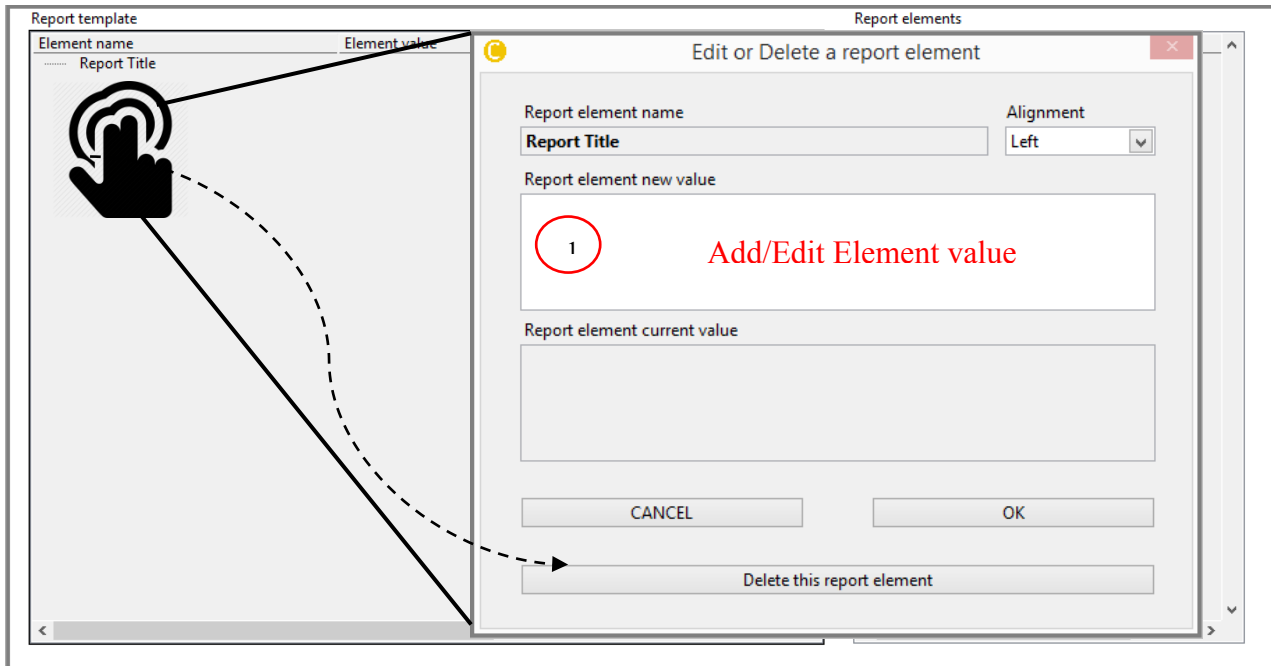 Report template
Report elements
Element name
Element value
Report Title
Edit or Delete a report element
Report element name
Alignment
Report Title
Left
Report element new value
1
Add/Edit Element value
Report element current value
CANCEL
OK
Delete this report element